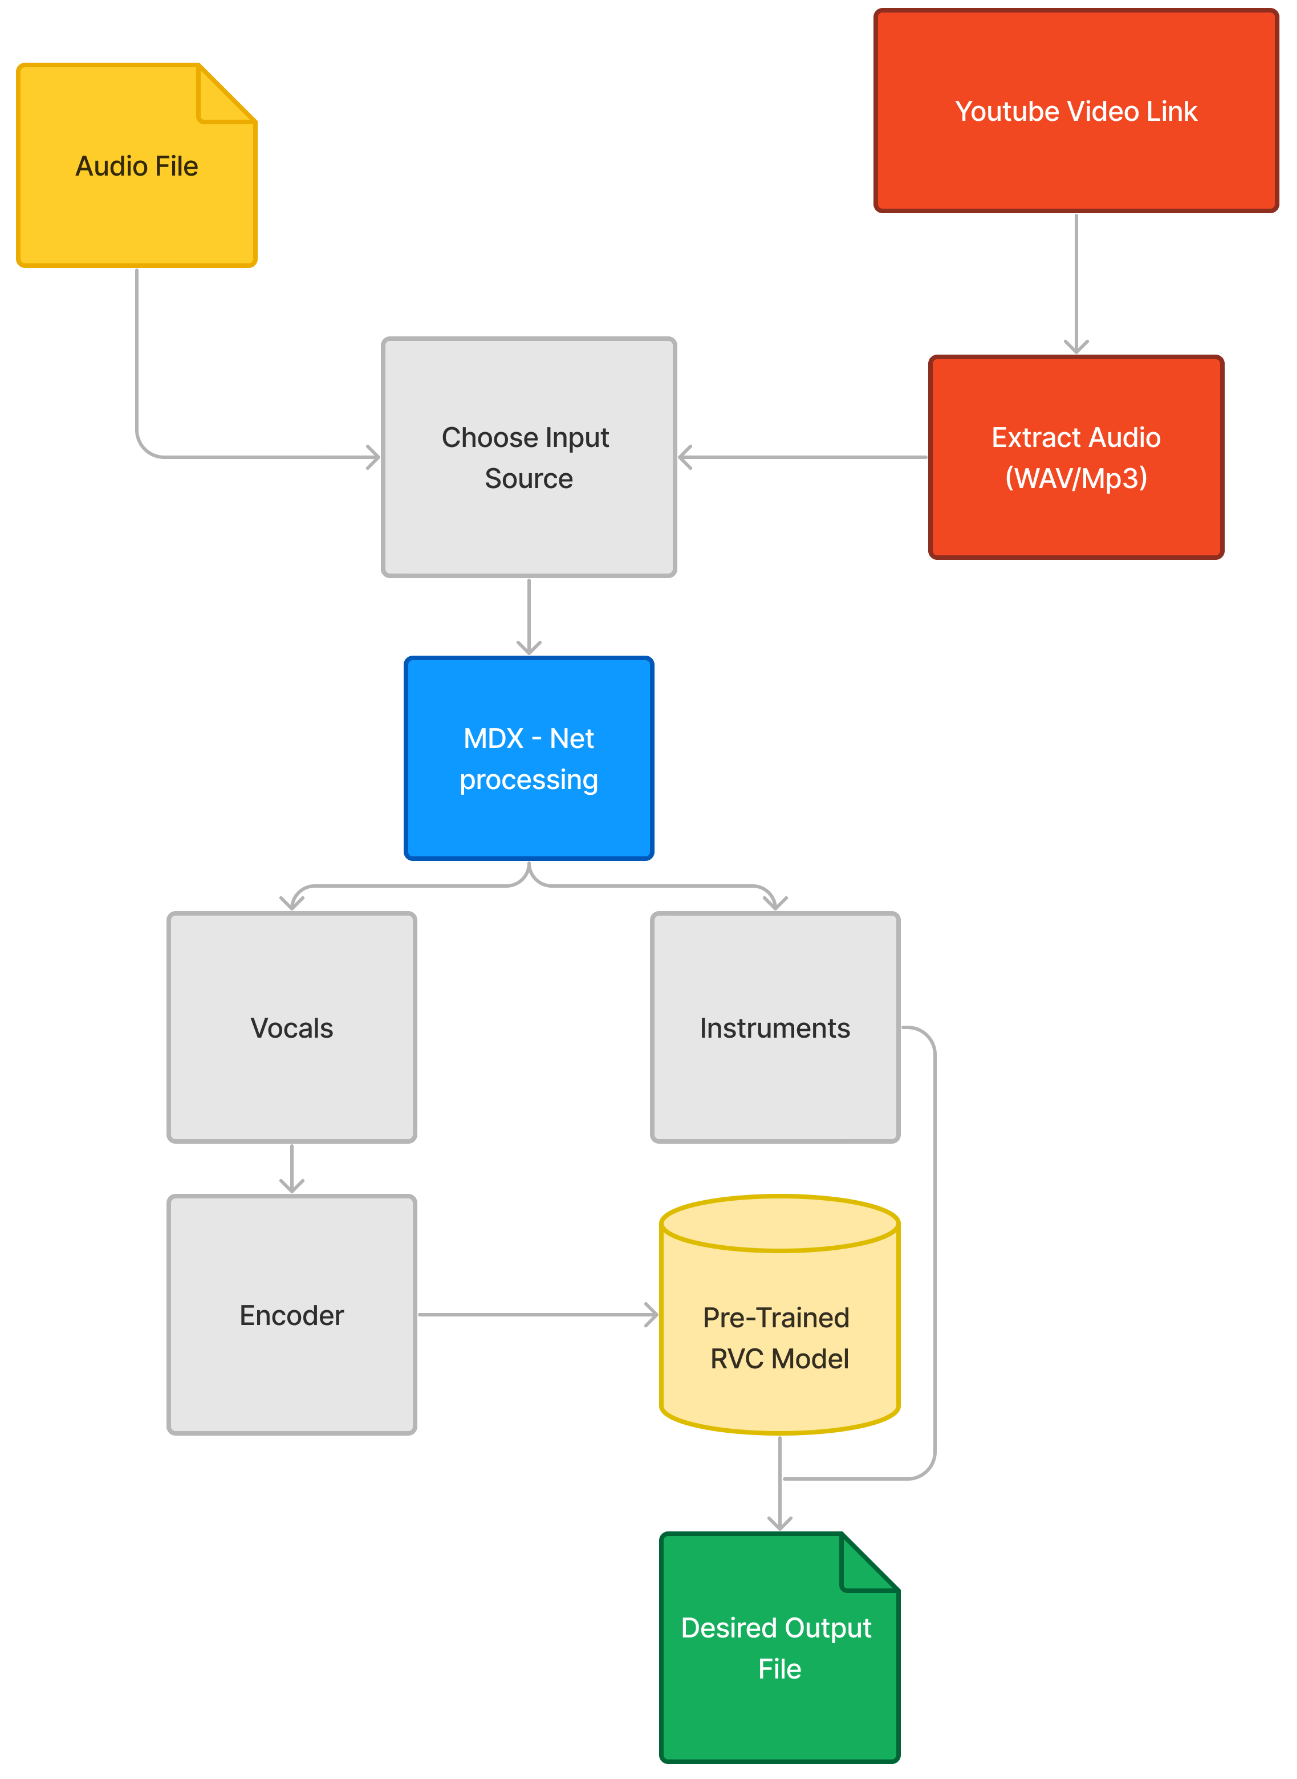 Youtube Video Link
Audio File
Choose Input
Source
Extract Audio
(WAV/Mp3)
MDX - Net
processing
Vocals
Instruments
Encoder
Pre-Trained
RVC Model
Desired Output
File